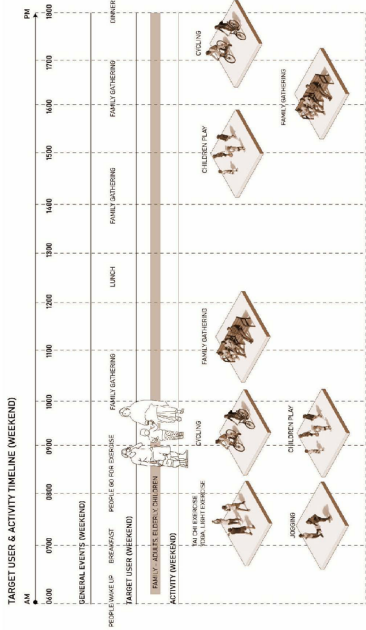 TARGET USER & ACTIVITY TIMELINE (WEEKEND)
AM
PM
0600
0700
0800
0900
1000
1100
1200
1300
1400
1500
1600
1700
1800
GENERAL EVENTS (WEEKEND)
PEOPLE WAKE UP
BREAKFAST
PEOPLE GO FOR EXERCISE
FAMILY GATHERING
LUNCH
FAMILY GATHERING
FAMILY GATHERING
DINNER
TARGET USER (WEEKEND)
FAMILY - ADULTS, ELDERLY, CHILDREN
ACTIVITY (WEEKEND)
TAI CHI EXERCISE,
YOGA, LIGHT EXERCISE
CYCLING
FAMILY GATHERING
CHILDREN PLAY
CYCLING
JOGGING
CHILDREN PLAY
FAMILY GATHERING